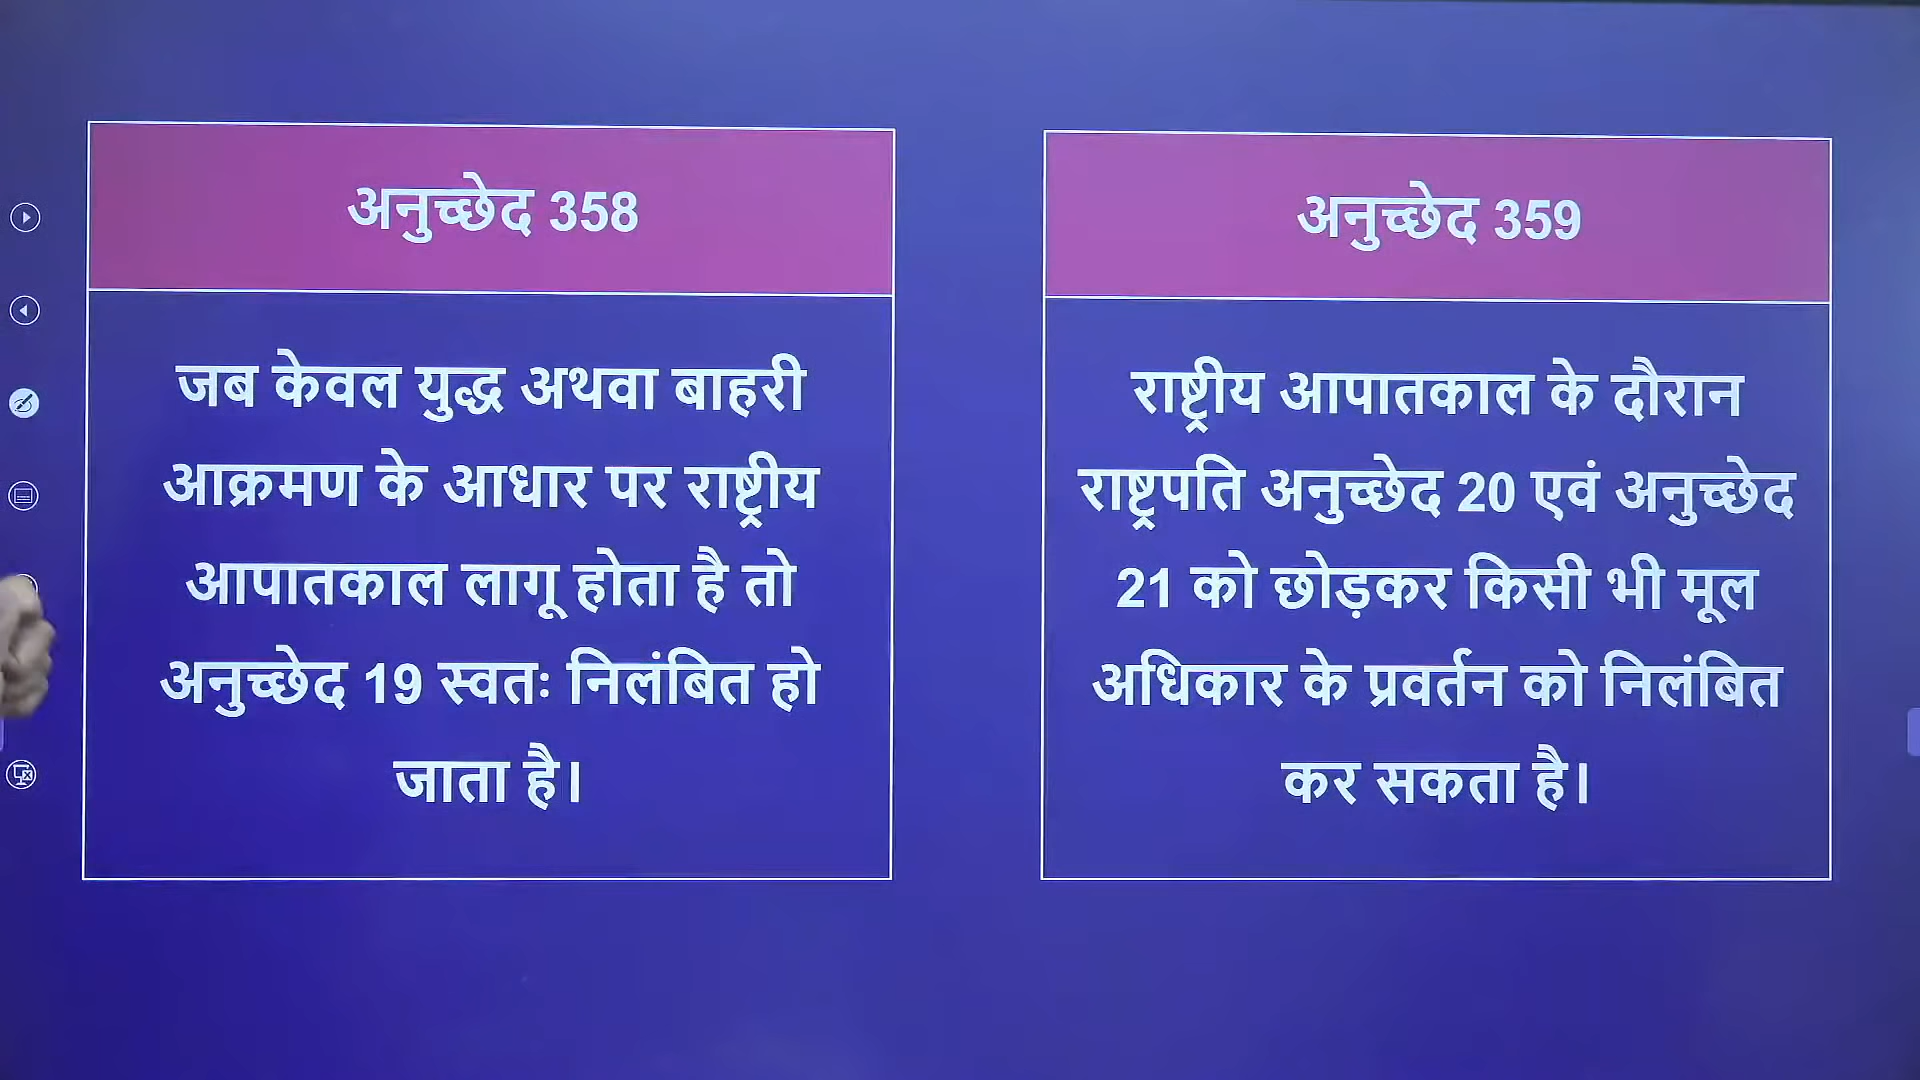 अनुच्छेद 358
जब केवल युद्ध अथवा बाहरी
आक्रमण के आधार पर राष्ट्रीय
आपातकाल लागू होता है तो
अनुच्छेद 19 स्वतः निलंबित हो
जाता है।
अनुच्छेद 359
राष्ट्रीय आपातकाल के दौरान
राष्ट्रपति अनुच्छेद 20 एवं अनुच्छेद
21 को छोड़कर किसी भी मूल
अधिकार के प्रवर्तन को निलंबित
कर सकता है।